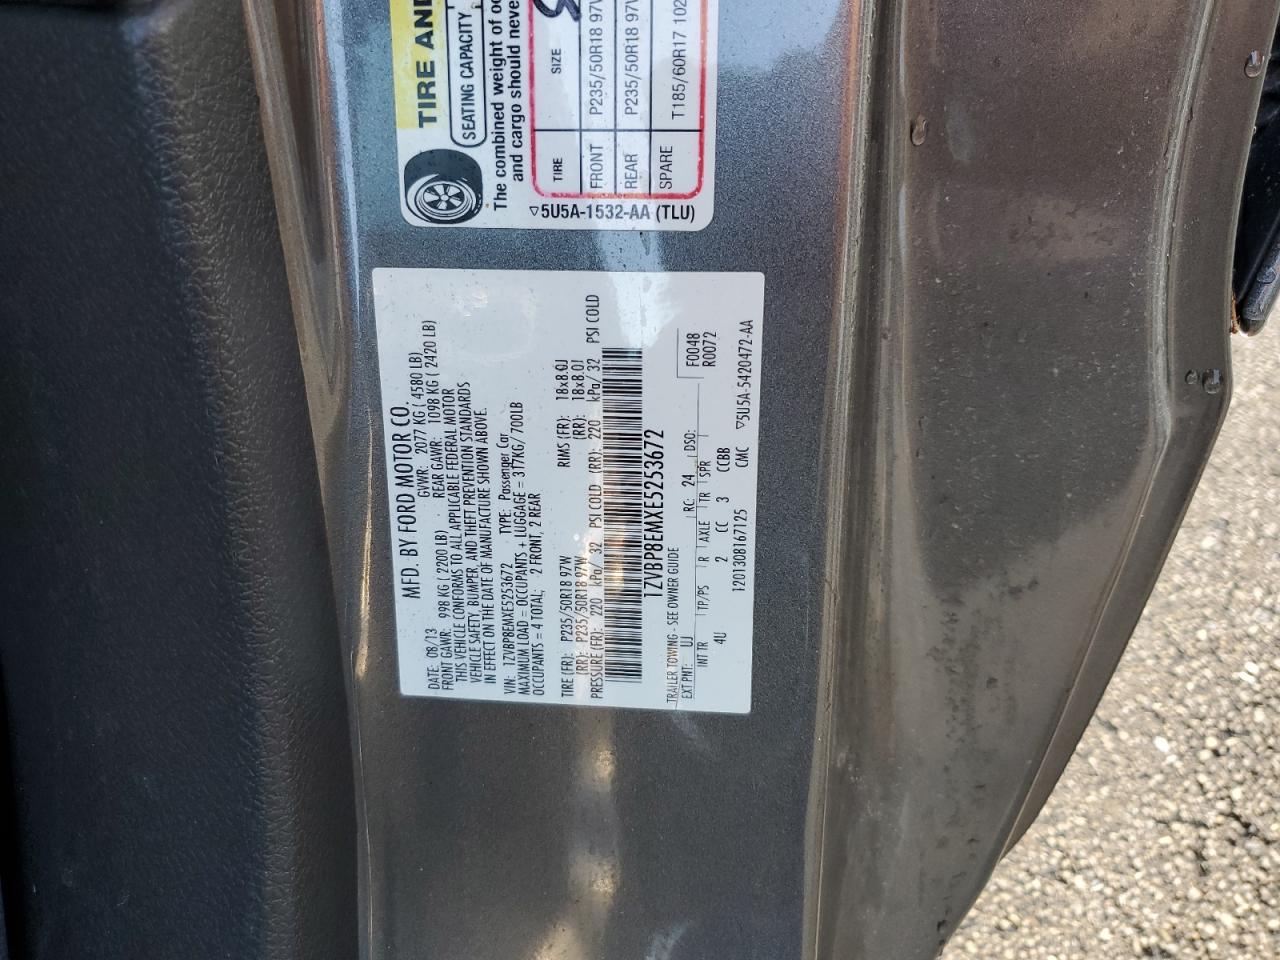 MFD. BY FORD MOTOR CO.
DATE: 08/13 GVWR: 2077 KG ( 4580 LB)
FRONT GAWR: 998 KG ( 2200 LB) REAR GAWR: 1098 KG ( 2420 LB)
THIS VEHICLE CONFORMS TO ALL APPLICABLE FEDERAL MOTOR
VEHICLE SAFETY, BUMPER, AND THEFT PREVENTION STANDARDS
IN EFFECT ON THE DATE OF MANUFACTURE SHOWN ABOVE.
VIN: 1ZVBP8EMXE5253672 TYPE: Passenger Car
MAXIMUM LOAD = OCCUPANTS + LUGGAGE = 317KG/700LB
OCCUPANTS = 4 TOTAL; 2 FRONT, 2 REAR
TIRE (FR): P235/50R18 97W RIMS (FR): 18x8.0J
(RR): P235/50R18 97W (RR): 18x8.0J
PRESSURE (FR): 220 kPa/ 32 PSI COLD (RR): 220 kPa/ 32 PSI COLD
1ZVBP8EMXE5253672
TRAILER TOWING - SEE OWNER GUIDE F0048
EXT PNT: UJ RC: 24 DSO: R0072
INT TR TP/PS R AXLE TR SPR
4U 2 CC 3 CCBB
1201308167125 CMC ▽5U5A-5420472-AA
TIRE AND
SEATING CAPACITY
The combined weight of
and cargo should never
TIRE SIZE
FRONT P235/50R18 97
REAR P235/50R18 97
SPARE T185/60R17 102
▽5U5A-1532-AA (TLU)